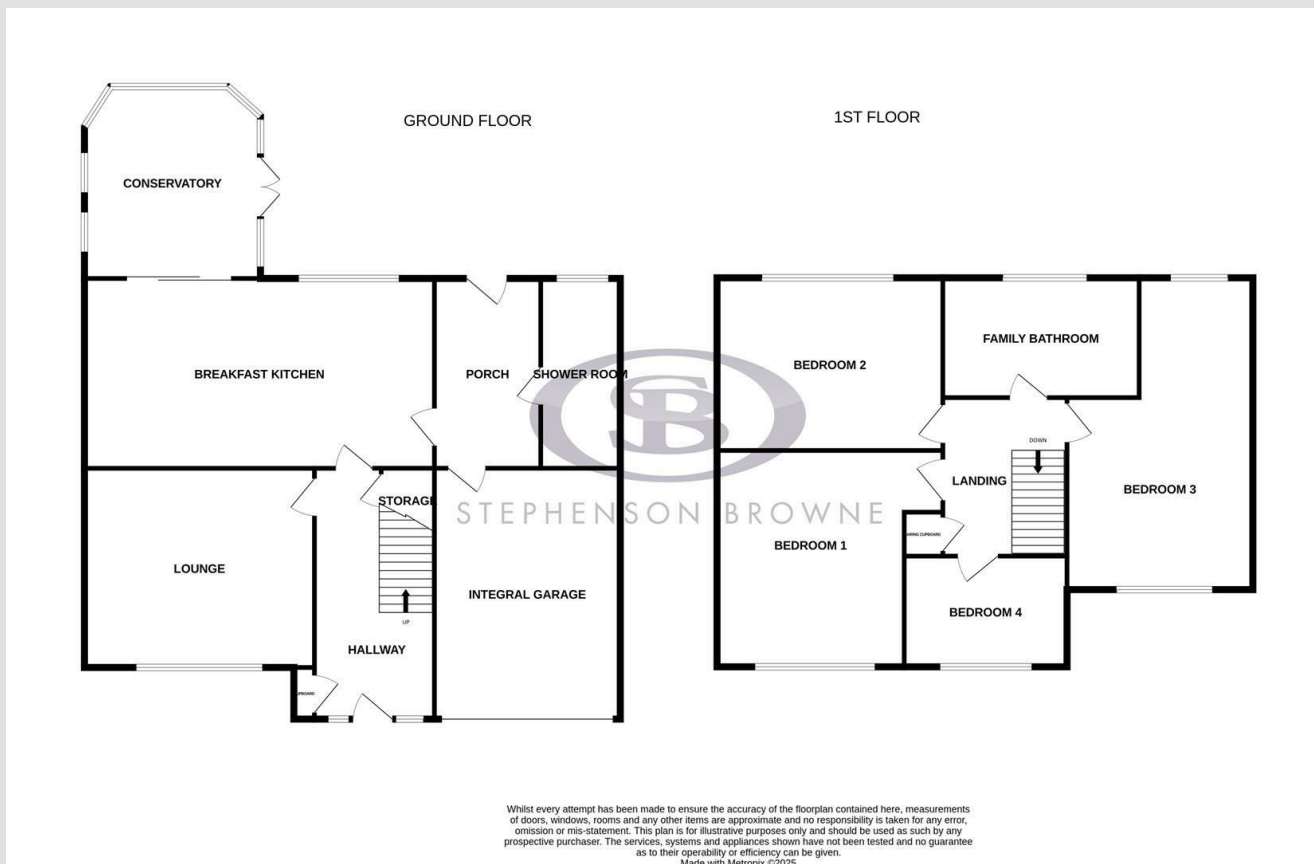 GROUND FLOOR
1ST FLOOR
CONSERVATORY
BREAKFAST KITCHEN
PORCH
SHOWER ROOM
STORAGE
LOUNGE
INTEGRAL GARAGE
UP
HALLWAY
FAMILY BATHROOM
BEDROOM 2
DOWN
LANDING
BEDROOM 3
BEDROOM 1
BEDROOM 4
SB
STEPHENSON BROWNE
Whilst every attempt has been made to ensure the accuracy of the floorplan contained here, measurements
of doors, windows, rooms and any other items are approximate and no responsibility is taken for any error,
omission or mis-statement. This plan is for illustrative purposes only and should be used as such by any
prospective purchaser. The services, systems and appliances shown have not been tested and no guarantee
as to their operability or efficiency can be given.
Made with Metropix ©2025